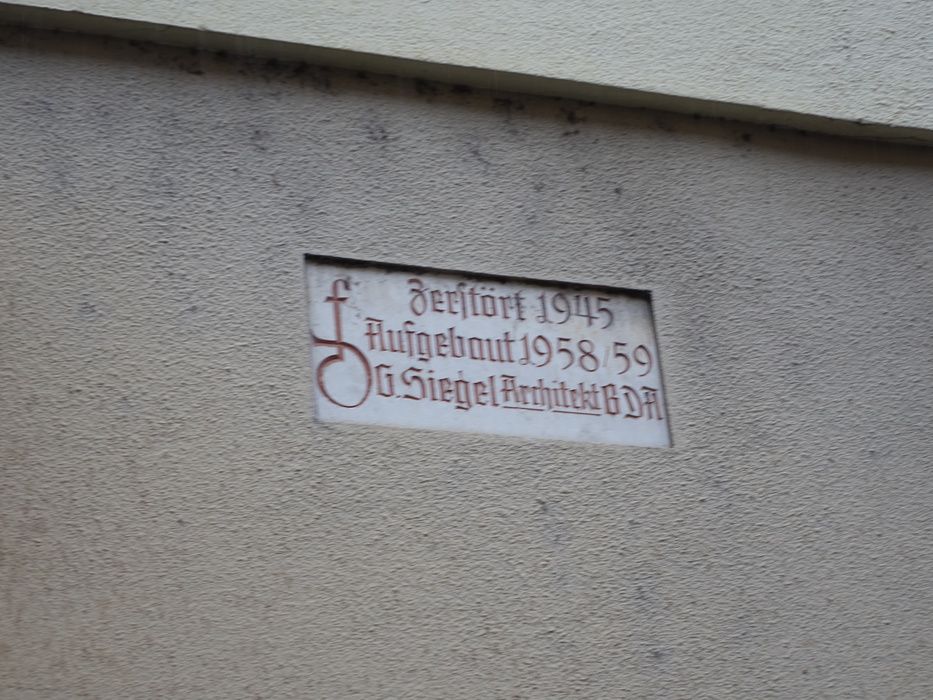 Zerstört 1945
Aufgebaut 1958/59
G. Siegel Architekt BDA